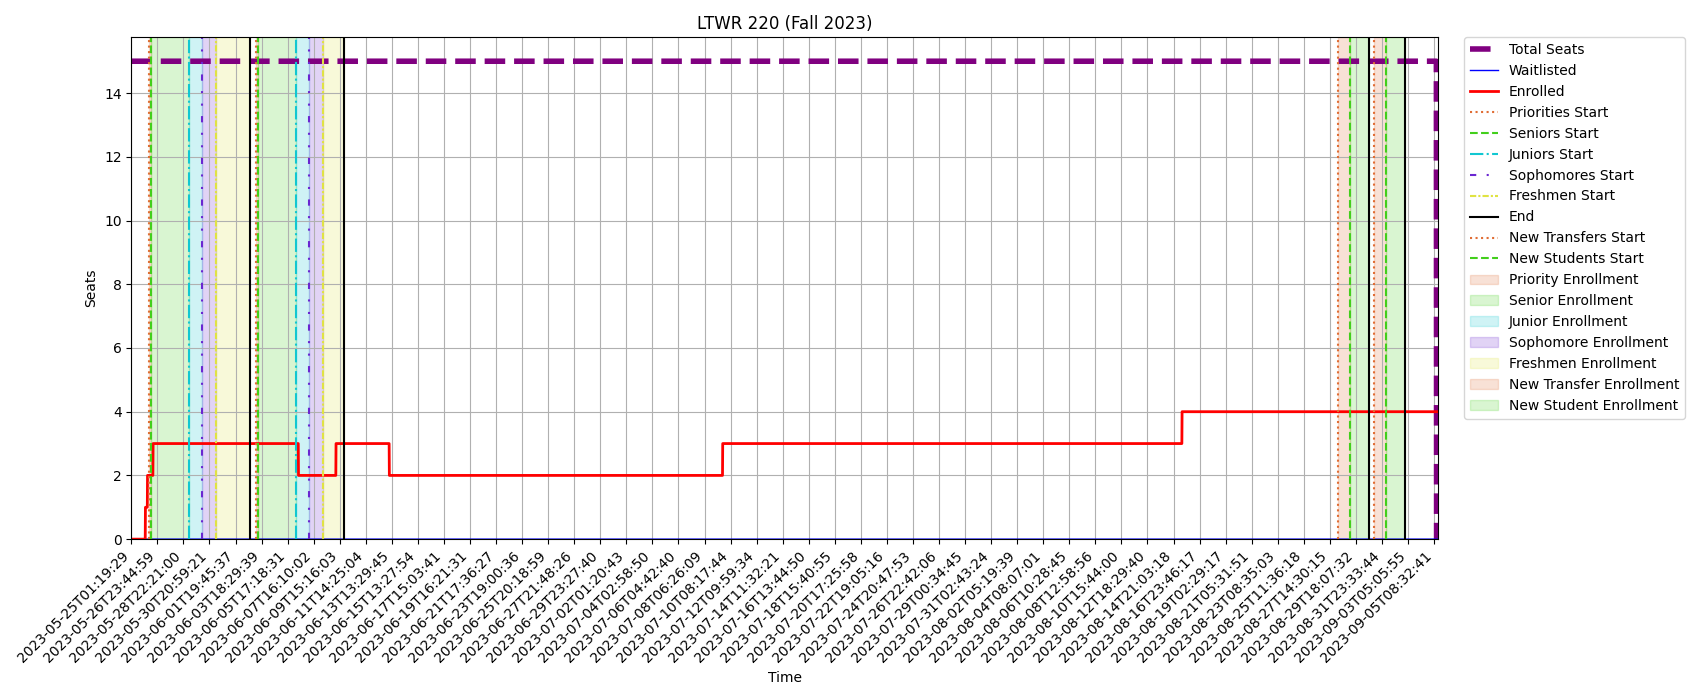 LTWR 220 (Fall 2023)
Seats
14
12
10
8
6
4
2
0
2023-05-25T01:19:29
2023-05-26T23:44:59
2023-05-28T22:21:00
2023-05-30T20:59:21
2023-06-01T19:45:37
2023-06-03T18:29:39
2023-06-05T17:18:31
2023-06-07T16:10:02
2023-06-09T15:16:03
2023-06-11T14:25:04
2023-06-13T13:29:45
2023-06-15T13:27:54
2023-06-17T15:03:41
2023-06-19T16:21:31
2023-06-21T17:36:27
2023-06-23T19:00:36
2023-06-25T20:18:59
2023-06-27T21:48:26
2023-06-29T23:27:40
2023-07-02T01:20:43
2023-07-04T02:58:50
2023-07-06T04:42:40
2023-07-08T06:26:09
2023-07-10T08:17:44
2023-07-12T09:59:34
2023-07-14T11:32:21
2023-07-16T13:44:50
2023-07-18T15:40:55
2023-07-20T17:25:58
2023-07-22T19:05:16
2023-07-24T20:47:53
2023-07-26T22:42:06
2023-07-29T00:34:45
2023-07-31T02:43:24
2023-08-02T05:19:39
2023-08-04T08:07:01
2023-08-06T10:28:45
2023-08-08T12:58:56
2023-08-10T15:44:00
2023-08-12T18:29:40
2023-08-14T21:03:18
2023-08-16T23:46:17
2023-08-19T02:29:17
2023-08-21T05:31:51
2023-08-23T08:35:03
2023-08-25T11:36:18
2023-08-27T14:30:15
2023-08-29T18:07:32
2023-08-31T23:33:44
2023-09-03T05:05:55
2023-09-05T08:32:41
Time
Total Seats
Waitlisted
Enrolled
Priorities Start
Seniors Start
Juniors Start
Sophomores Start
Freshmen Start
End
New Transfers Start
New Students Start
Priority Enrollment
Senior Enrollment
Junior Enrollment
Sophomore Enrollment
Freshmen Enrollment
New Transfer Enrollment
New Student Enrollment